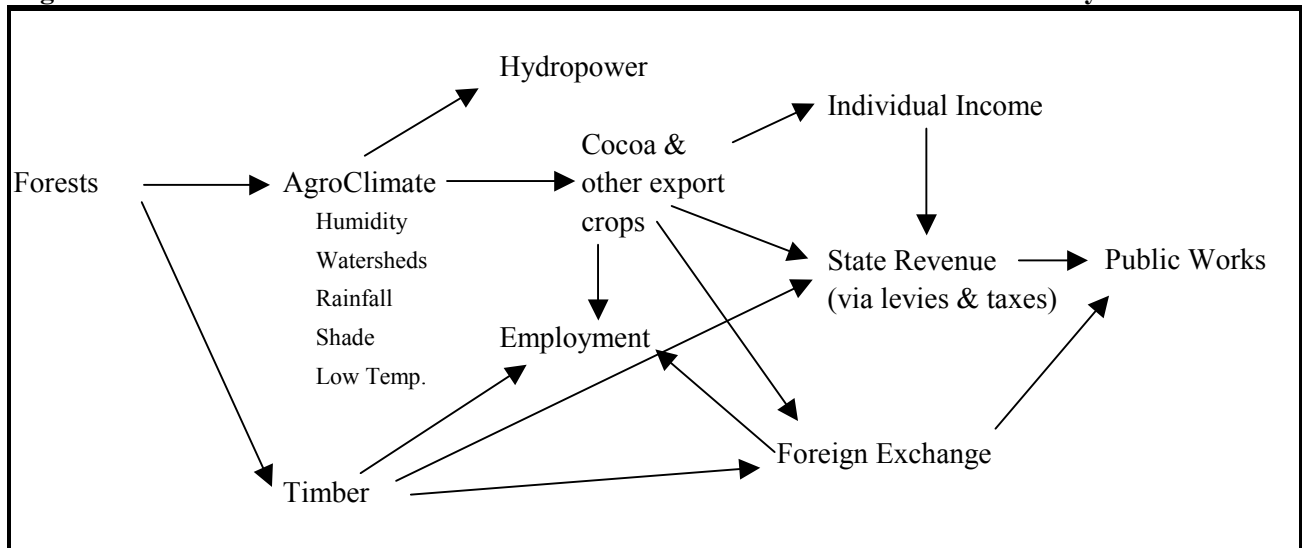 Hydropower
Individual Income
Cocoa &
other export
crops
Forests
AgroClimate
Humidity
Watersheds
Rainfall
Shade
Low Temp.
State Revenue
(via levies & taxes)
Public Works
Employment
Foreign Exchange
Timber